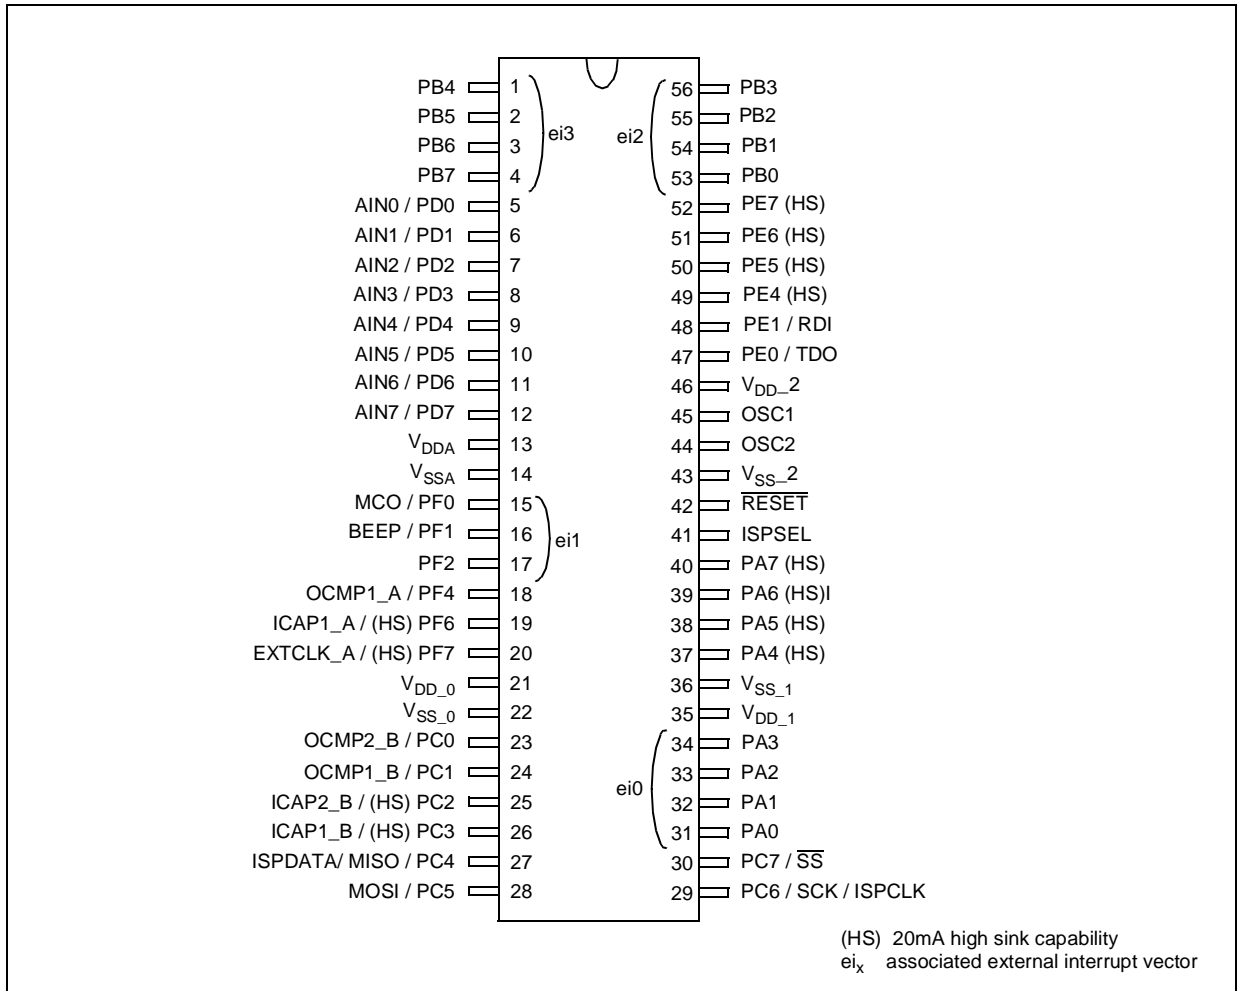 PB4 1 56 PB3
PB5 2 55 PB2
ei3 ei2
PB6 3 54 PB1
PB7 4 53 PB0
AIN0 / PD0 5 52 PE7 (HS)
AIN1 / PD1 6 51 PE6 (HS)
AIN2 / PD2 7 50 PE5 (HS)
AIN3 / PD3 8 49 PE4 (HS)
AIN4 / PD4 9 48 PE1 / RDI
AIN5 / PD5 10 47 PE0 / TDO
AIN6 / PD6 11 46 VDD_2
AIN7 / PD7 12 45 OSC1
VDDA 13 44 OSC2
VSSA 14 43 VSS_2
MCO / PF0 15 42 RESET
BEEP / PF1 16 41 ISPSEL
ei1
PF2 17 40 PA7 (HS)
OCMP1_A / PF4 18 39 PA6 (HS)I
ICAP1_A / (HS) PF6 19 38 PA5 (HS)
EXTCLK_A / (HS) PF7 20 37 PA4 (HS)
VDD_0 21 36 VSS_1
VSS_0 22 35 VDD_1
OCMP2_B / PC0 23 34 PA3
OCMP1_B / PC1 24 33 PA2
ei0
ICAP2_B / (HS) PC2 25 32 PA1
ICAP1_B / (HS) PC3 26 31 PA0
ISPDATA/ MISO / PC4 27 30 PC7 / SS
MOSI / PC5 28 29 PC6 / SCK / ISPCLK
(HS) 20mA high sink capability
eix associated external interrupt vector